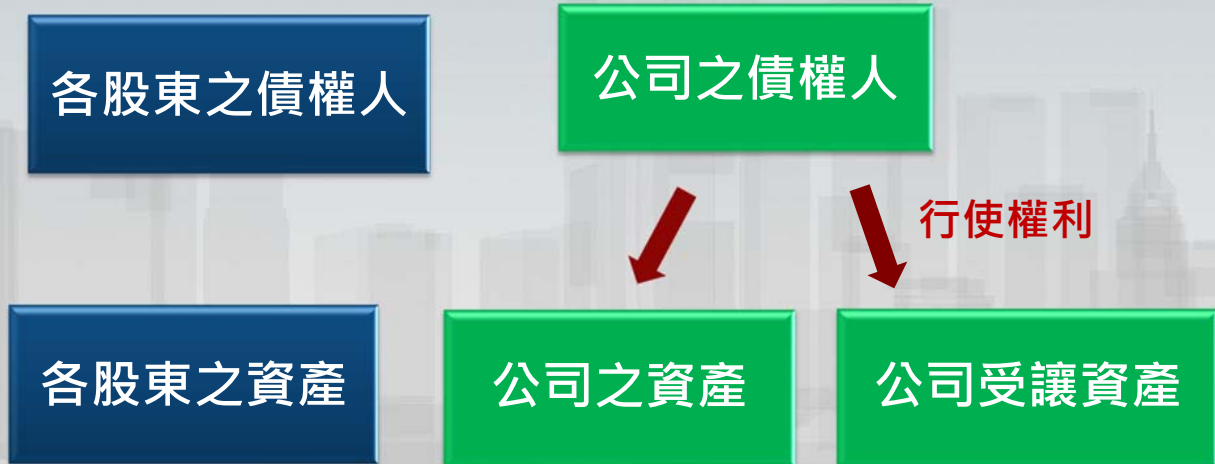 各股東之債權人
公司之債權人
行使權利
各股東之資產
公司之資產
公司受讓資產